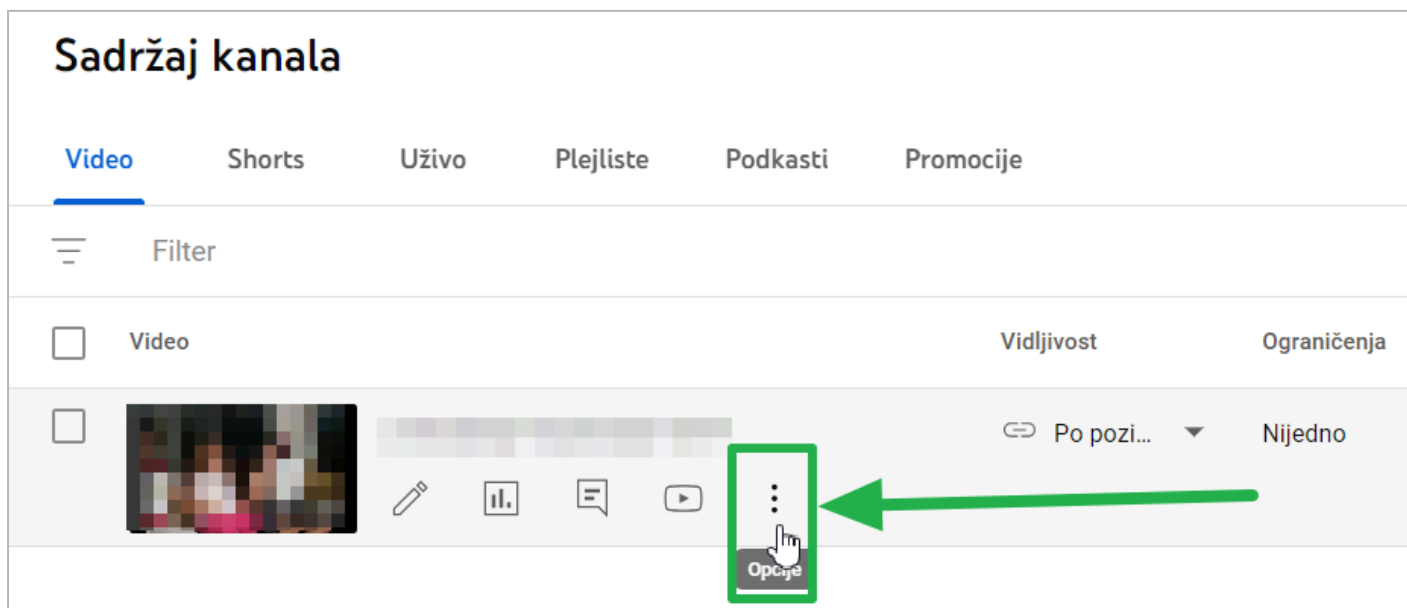 Sadržaj kanala
Video Shorts Uživo Plejliste Podkasti Promocije
Filter
Video Vidljivost Ograničenja
Po pozi... Nijedno
Opcije